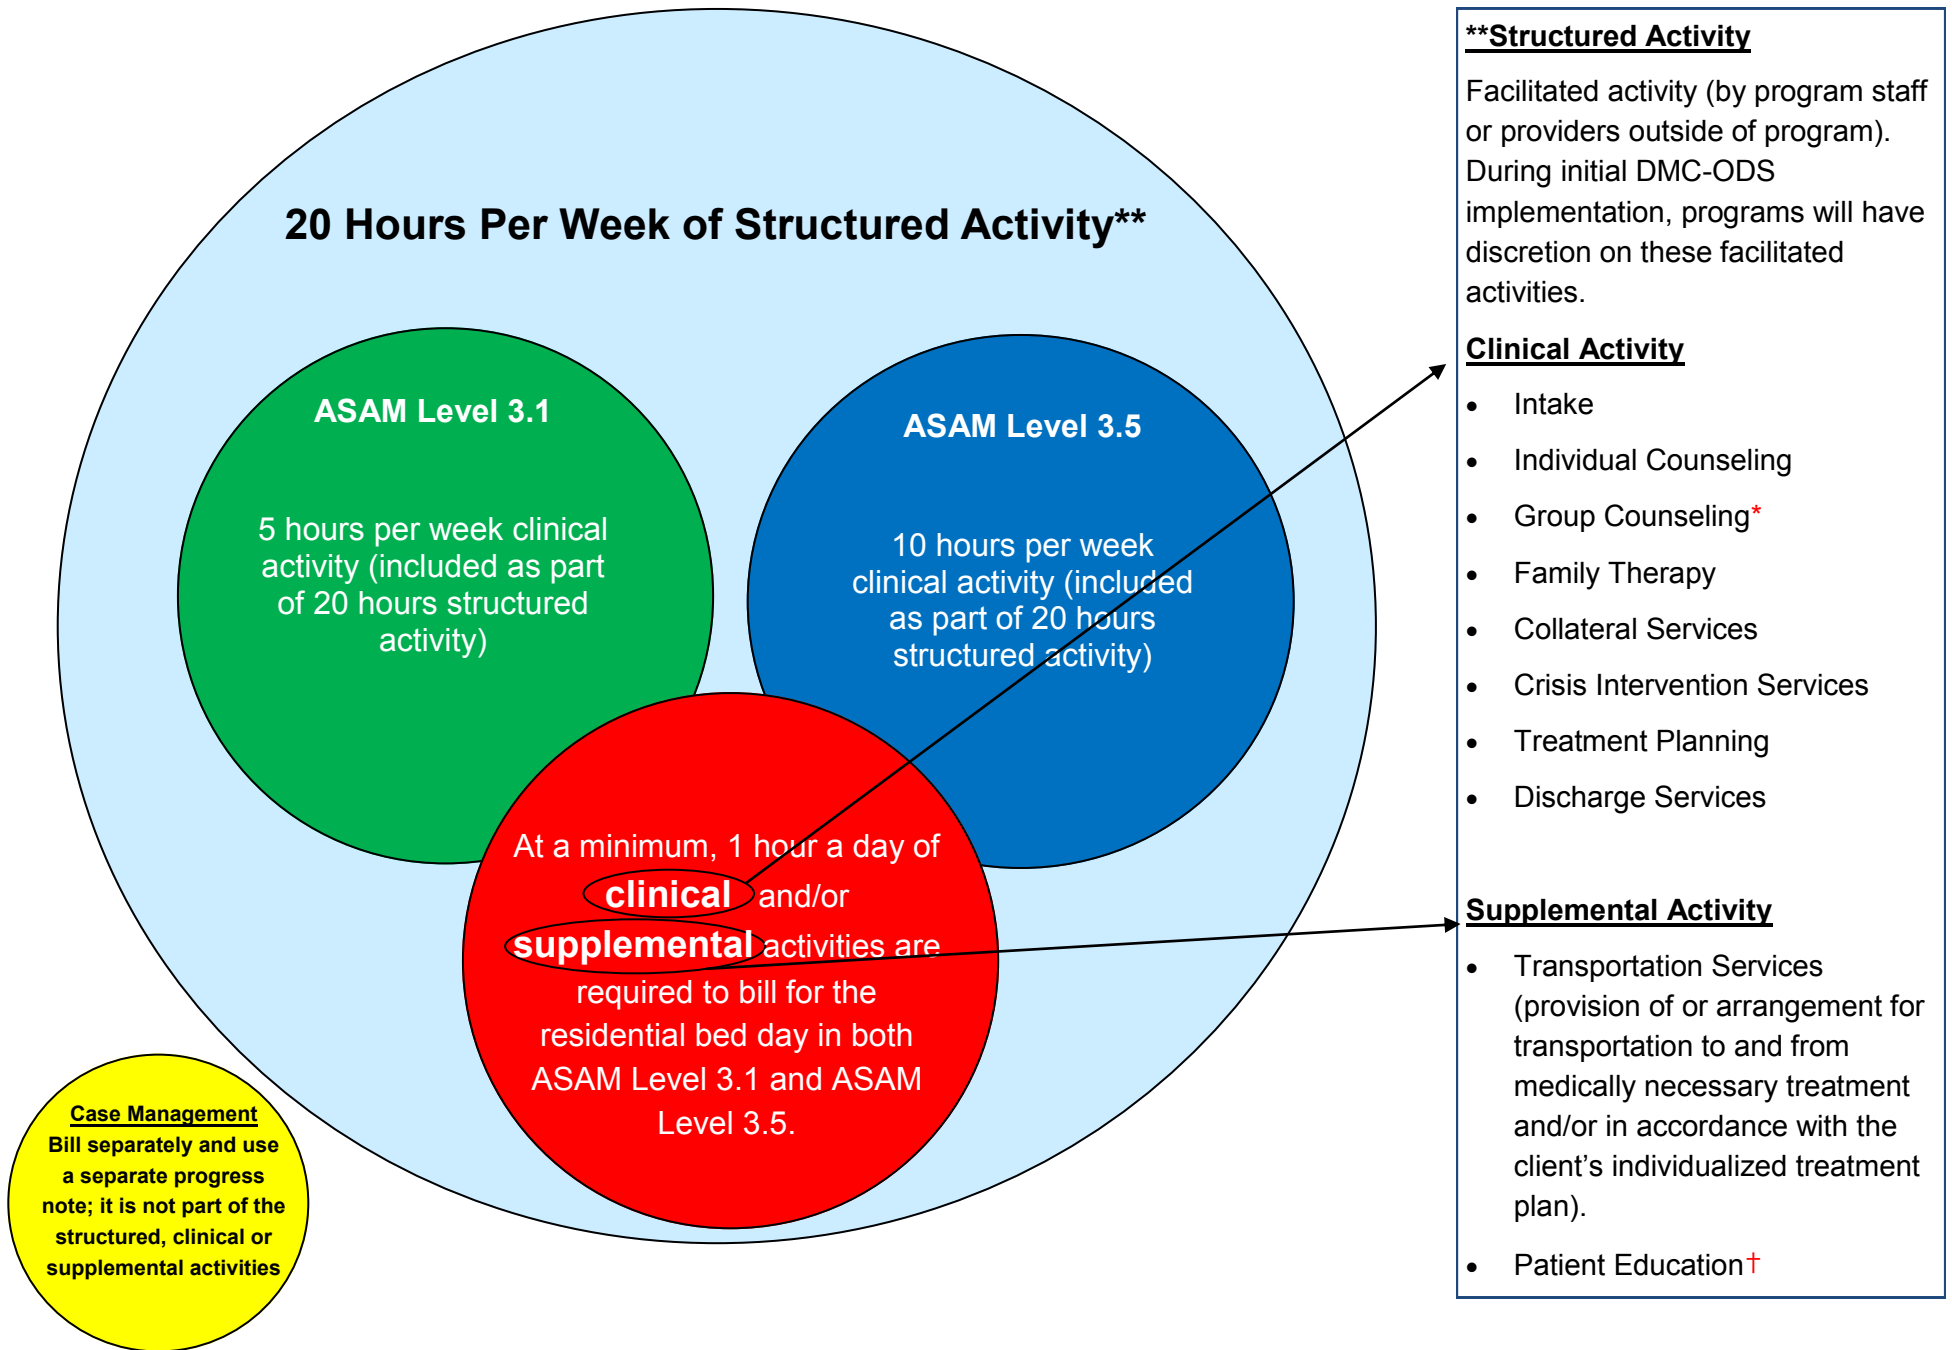 20 Hours Per Week of Structured Activity**
ASAM Level 3.1
5 hours per week clinical
activity (included as part
of 20 hours structured
activity)
ASAM Level 3.5
10 hours per week
clinical activity (included
as part of 20 hours
structured activity)
At a minimum, 1 hour a day of
clinical and/or
supplemental activities are
required to bill for the
residential bed day in both
ASAM Level 3.1 and ASAM
Level 3.5.
Case Management
Bill separately and use
a separate progress
note; it is not part of the
structured, clinical or
supplemental activities
**Structured Activity
Facilitated activity (by program staff
or providers outside of program).
During initial DMC-ODS
implementation, programs will have
discretion on these facilitated
activities.
Clinical Activity
• Intake
• Individual Counseling
• Group Counseling*
• Family Therapy
• Collateral Services
• Crisis Intervention Services
• Treatment Planning
• Discharge Services
Supplemental Activity
• Transportation Services
(provision of or arrangement for
transportation to and from
medically necessary treatment
and/or in accordance with the
client’s individualized treatment
plan).
• Patient Education†